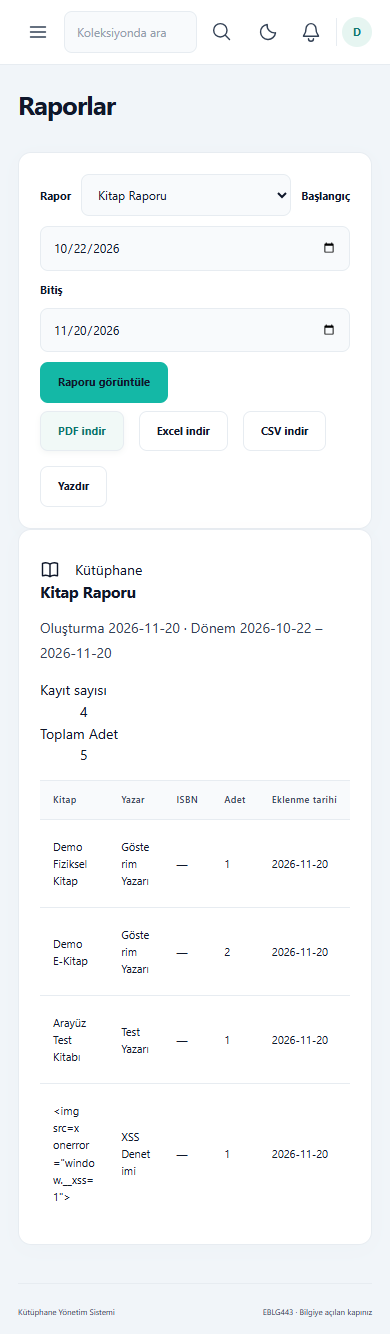 Koleksiyonda ara
D
Raporlar
Rapor
Kitap Raporu
Başlangıç
10/22/2026
Bitiş
11/20/2026
Raporu görüntüle
PDF indir
Excel indir
CSV indir
Yazdır
Kütüphane
Kitap Raporu
Oluşturma 2026-11-20 · Dönem 2026-10-22 –
2026-11-20
Kayıt sayısı
4
Toplam Adet
5
Kitap Yazar ISBN Adet Eklenme tarihi
Demo
Fiziksel
Kitap
Göste
rim
Yazarı
—
1
2026-11-20
Demo
E-Kitap
Göste
rim
Yazarı
—
2
2026-11-20
Arayüz
Test
Kitabı
Test
Yazarı
—
1
2026-11-20
<img
src=x
onerror
="windo
w.__xss=
1">
XSS
Denet
imi
—
1
2026-11-20
Kütüphane Yönetim Sistemi
EBLG443 · Bilgiye açılan kapınız